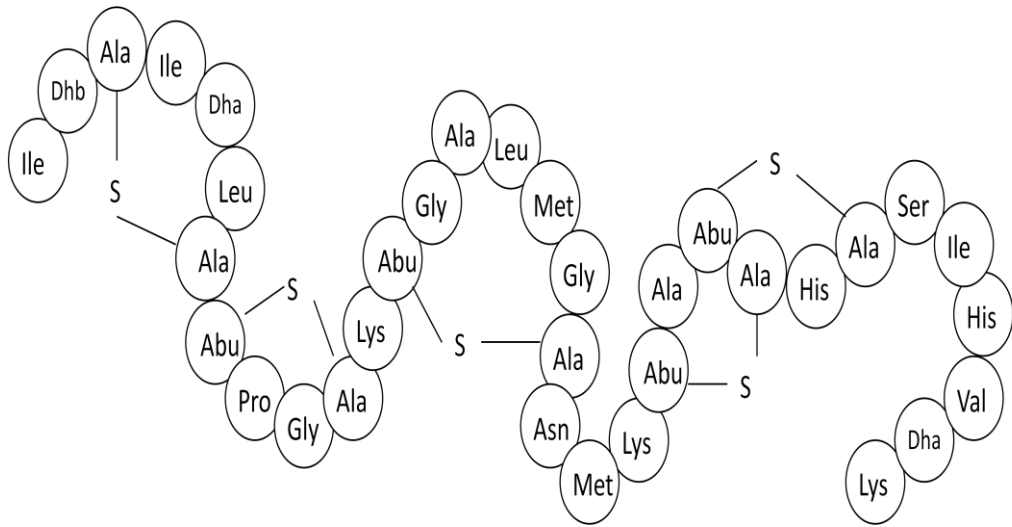 Ile
Dhb
Ala
Ile
Dha
Leu
Ala
S
Abu
Pro
Gly
Ala
S
Lys
Abu
Gly
Ala
Leu
Met
Gly
Ala
S
Asn
Met
Lys
Abu
Ala
Abu
Ala
S
His
Ala
S
Ser
Ile
His
Val
Dha
Lys